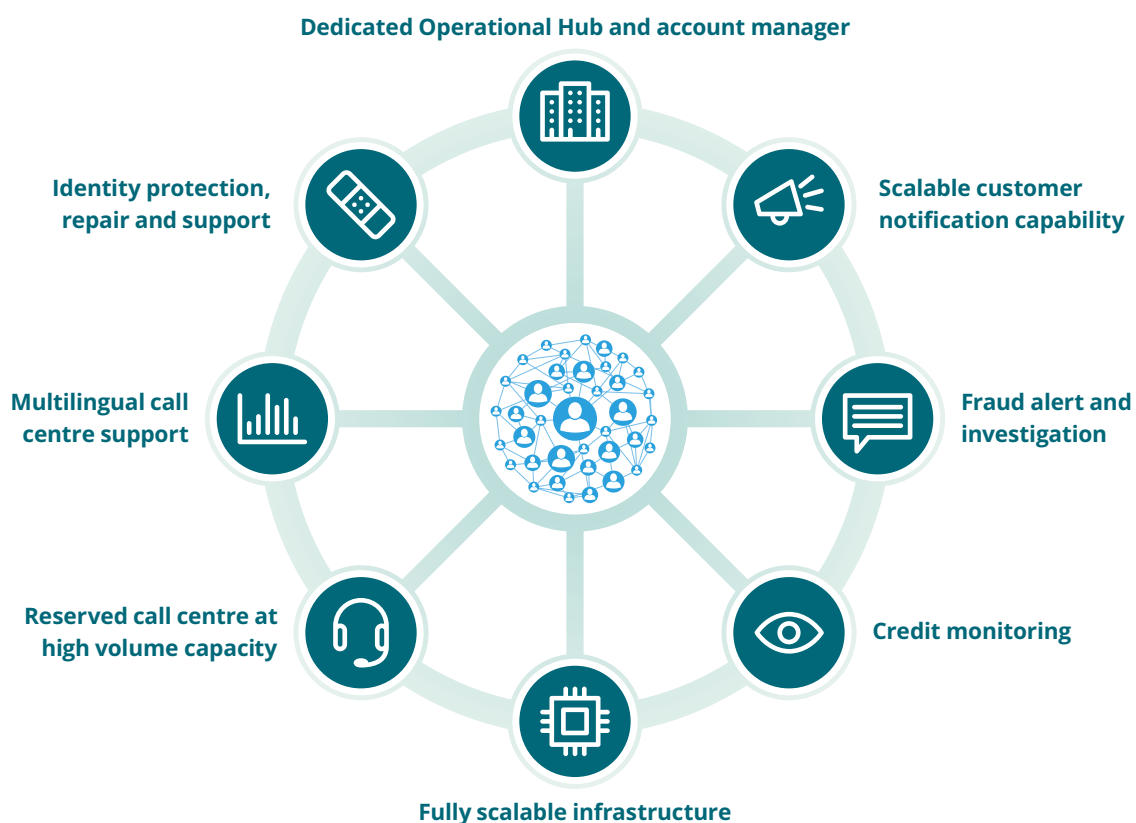 Dedicated Operational Hub and account manager
Identity protection,
repair and support
Scalable customer
notification capability
Multilingual call
centre support
Fraud alert and
investigation
Reserved call centre at
high volume capacity
Credit monitoring
Fully scalable infrastructure